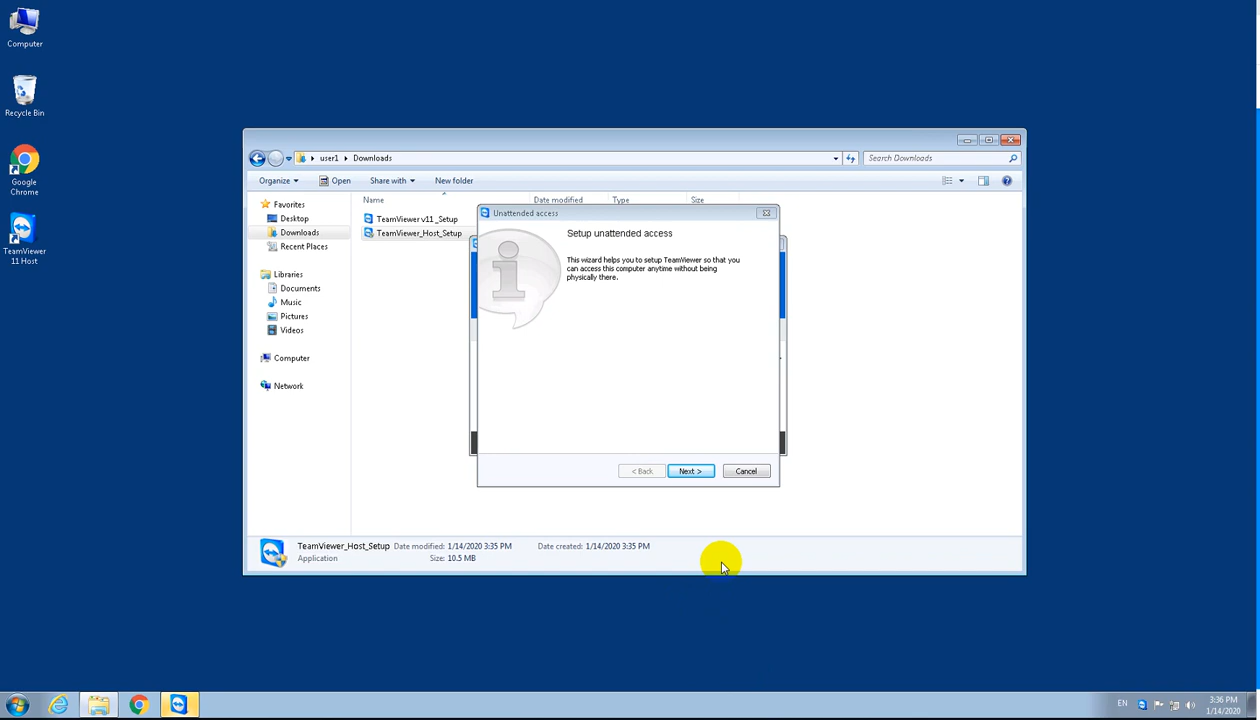 Computer
Recycle Bin
Google
Chrome
TeamViewer
11 Host
user1 Downloads
Search Downloads
Organize Open Share with New folder
Favorites
Desktop
Downloads
Recent Places
Libraries
Documents
Music
Pictures
Videos
Computer
Network
Name Date modified Type Size
TeamViewer v11_Setup
TeamViewer_Host_Setup
Unattended access
Setup unattended access
This wizard helps you to setup TeamViewer so that you
can access this computer anytime without being
physically there.
< Back Next > Cancel
TeamViewer_Host_Setup Date modified: 1/14/2020 3:35 PM Date created: 1/14/2020 3:35 PM
Application Size: 10.5 MB
EN
3:36 PM
1/14/2020